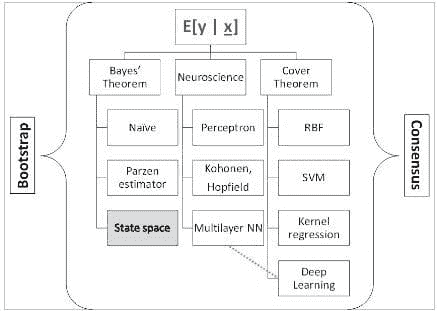 E[y | x]
Bayes'
Theorem
Neuroscience
Cover
Theorem
Naïve
Perceptron
RBF
Parzen
estimator
Kohonen,
Hopfield
SVM
State space
Multilayer NN
Kernel
regression
Deep
Learning
Bootstrap
Consensus